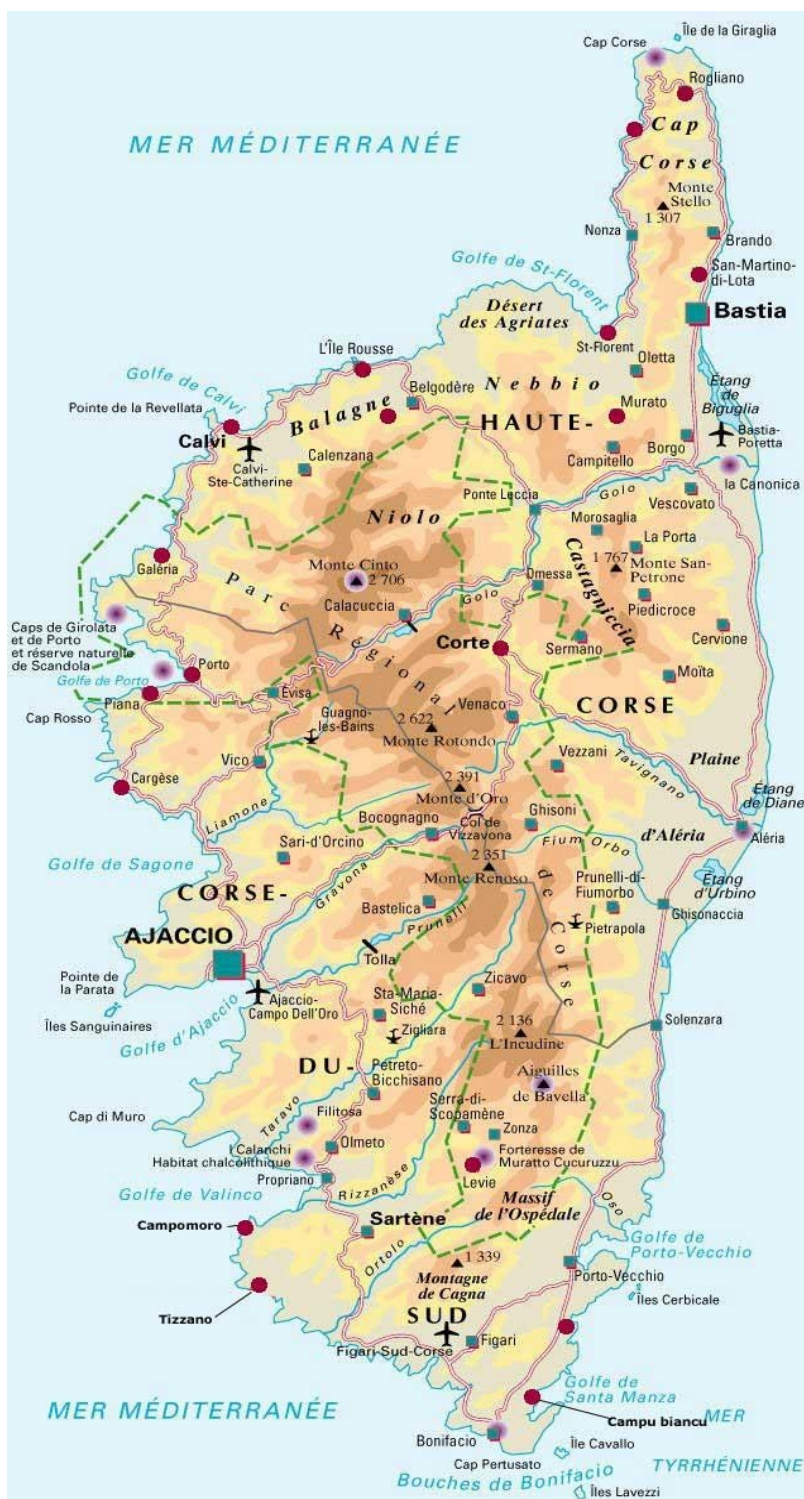 Île de la Giraglia
Cap Corse
Rogliano
Cap
Corse
MER MÉDITERRANÉE
Monte
Stello
1 307
Nonza
Brando
San-Martino-
di-Lota
Golfe de St-Florent
Désert
des Agriates
Bastia
St-Florent
L'Île Rousse
Oletta
Golfe de Calvi
Belgodère
Nebbio
Étang
de
Biguglia
Pointe de la Revellata
Balagne
Murato
HAUTE-
Calvi
Bastia-
Poretta
Borgo
Calvi-
Ste-Catherine
Calenzana
Campitello
la Canonica
Ponte Leccia
Golo
Vescovato
Niolo
Morosaglia
La Porta
Castagniccia
1 767
Monte San-
Petrone
Galéria
Monte Cinto
2 706
Omessa
Parc Régional
Golo
Calacuccia
Piedicroce
Caps de Girolata
et de Porto
et réserve naturelle
de Scandola
Cervione
Corte
Sermano
Porto
Moïta
Golfe de Porto
Piana
Évisa
CORSE
Cap Rosso
Guagno-
les-Bains
Venaco
2 622
Monte Rotondo
Vezzani
Tavignano
Plaine
Vico
Cargèse
2 391
Monte d'Oro
Étang
de Diane
Liamone
Bocognagno
Col de
Vizzavona
Ghisoni
d'Aléria
Aléria
Sari-d'Orcino
Fium Orbo
Golfe de Sagone
2 351
Monte Renoso
Étang
d'Urbino
Prunelli-di-
Fiumorbo
CORSE-
Gravona
de Corse
Bastelica
Prunelli
Ghisonaccia
Pietrapola
AJACCIO
Tolla
Pointe de
la Parata
Zicavo
Ajaccio-
Campo Dell'Oro
Sta-Maria-
Siché
Îles Sanguinaires
Golfe d'Ajaccio
Zigliara
2 136
L'Incudine
Solenzara
DU-
Petreto-
Bicchisano
Aiguilles
de Bavella
Cap di Muro
Taravo
Filitosa
Serra-di-
Scopamène
Zonza
I Calanchi
Habitat chalcolithique
Olmeto
Forteresse de
Muratto Cucuruzzu
Levie
Propriano
Rizzanèse
Golfe de Valinco
Massif
de l'Ospédale
Oso
Campomoro
Sartène
Golfe de
Porto-Vecchio
Ortolo
1 339
Montagne
de Cagna
Porto-Vecchio
Îles Cerbicale
Tizzano
SUD
Figari-Sud-Corse
Figari
Golfe de
Santa Manza
Campu biancu
MER MÉDITERRANÉE
MER
TYRRHÉNIENNE
Bonifacio
Île Cavallo
Cap Pertusato
Bouches de Bonifacio
Îles Lavezzi